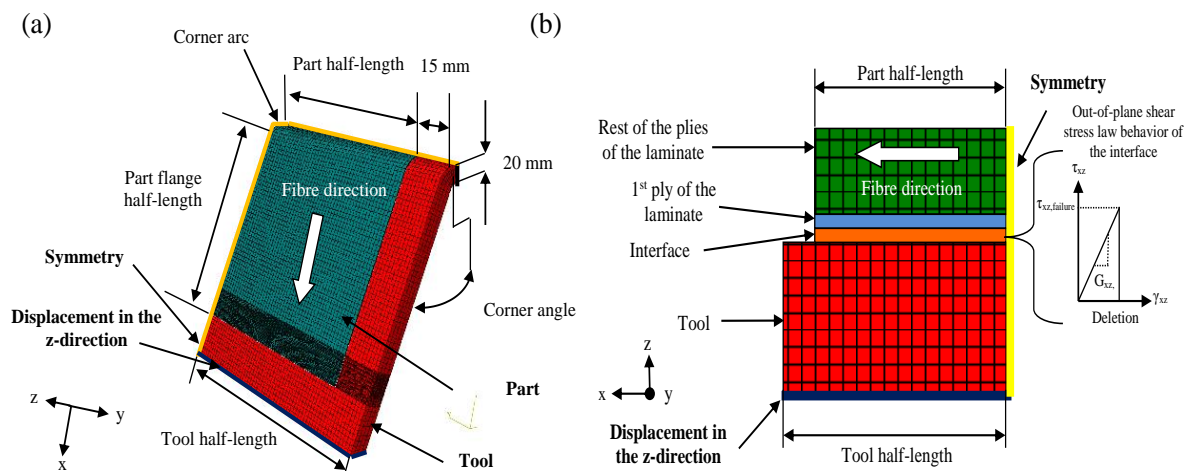 (a)
Corner arc
Part half-length
15 mm
20 mm
Part flange
half-length
Fibre direction
Symmetry
Corner angle
Displacement in the
z-direction
Part
z
y
x
Tool half-length
Tool
(b)
Part half-length
Symmetry
Out-of-plane shear
stress law behavior of
the interface
Rest of the plies
of the laminate
Fibre direction
1st ply of the
laminate
Interface
τxz
τxz,failure
Gxz,
γxz
Deletion
Tool
z
x
y
Displacement in
the z-direction
Tool half-length